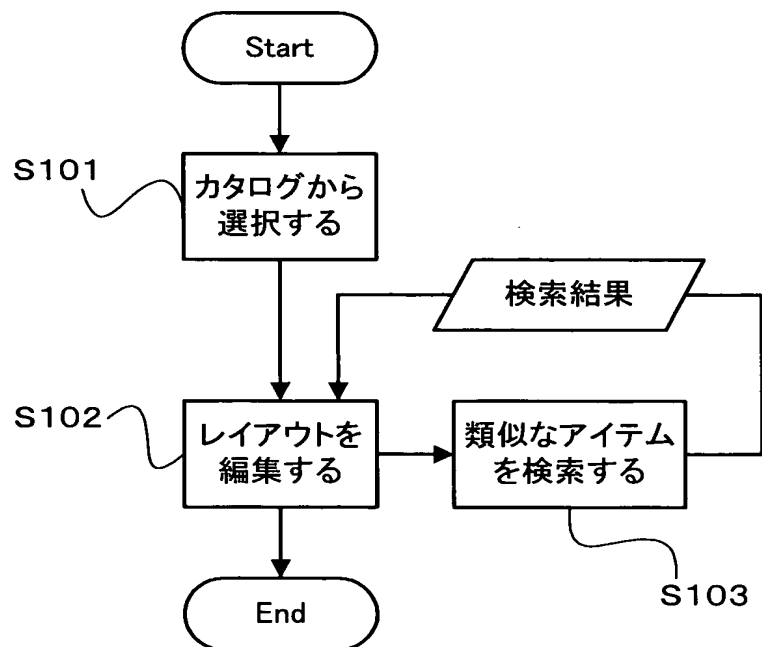 Start
S101
カタログから
選択する
検索結果
S102
レイアウトを
編集する
類似なアイテム
を検索する
S103
End